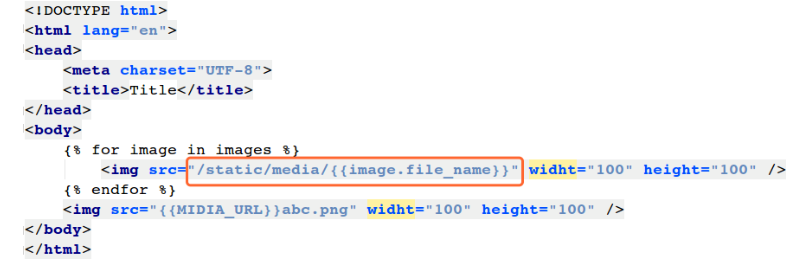 <!DOCTYPE html>
<html lang="en">
<head>
    <meta charset="UTF-8">
    <title>Title</title>
</head>
<body>
    {% for image in images %}
        <img src="/static/media/{{image.file_name}}" widht="100" height="100" />
    {% endfor %}
    <img src="{{MIDIA_URL}}abc.png" widht="100" height="100" />
</body>
</html>